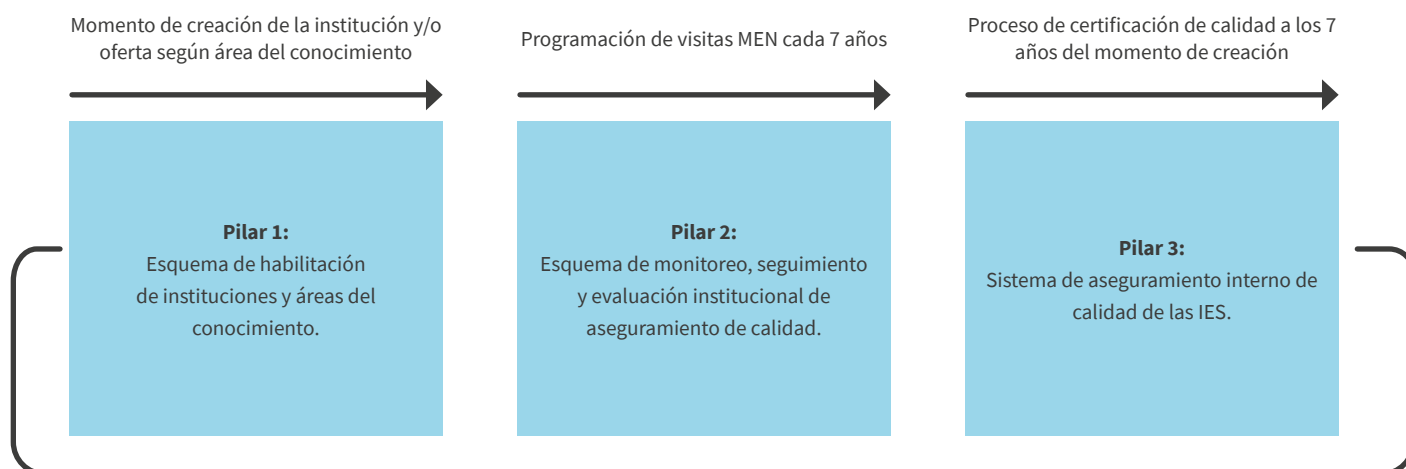 Momento de creación de la institución y/o
oferta según área del conocimiento
Programación de visitas MEN cada 7 años
Proceso de certificación de calidad a los 7
años del momento de creación
Pilar 1:
Esquema de habilitación
de instituciones y áreas del
conocimiento.
Pilar 2:
Esquema de monitoreo, seguimiento
y evaluación institucional de
aseguramiento de calidad.
Pilar 3:
Sistema de aseguramiento interno de
calidad de las IES.